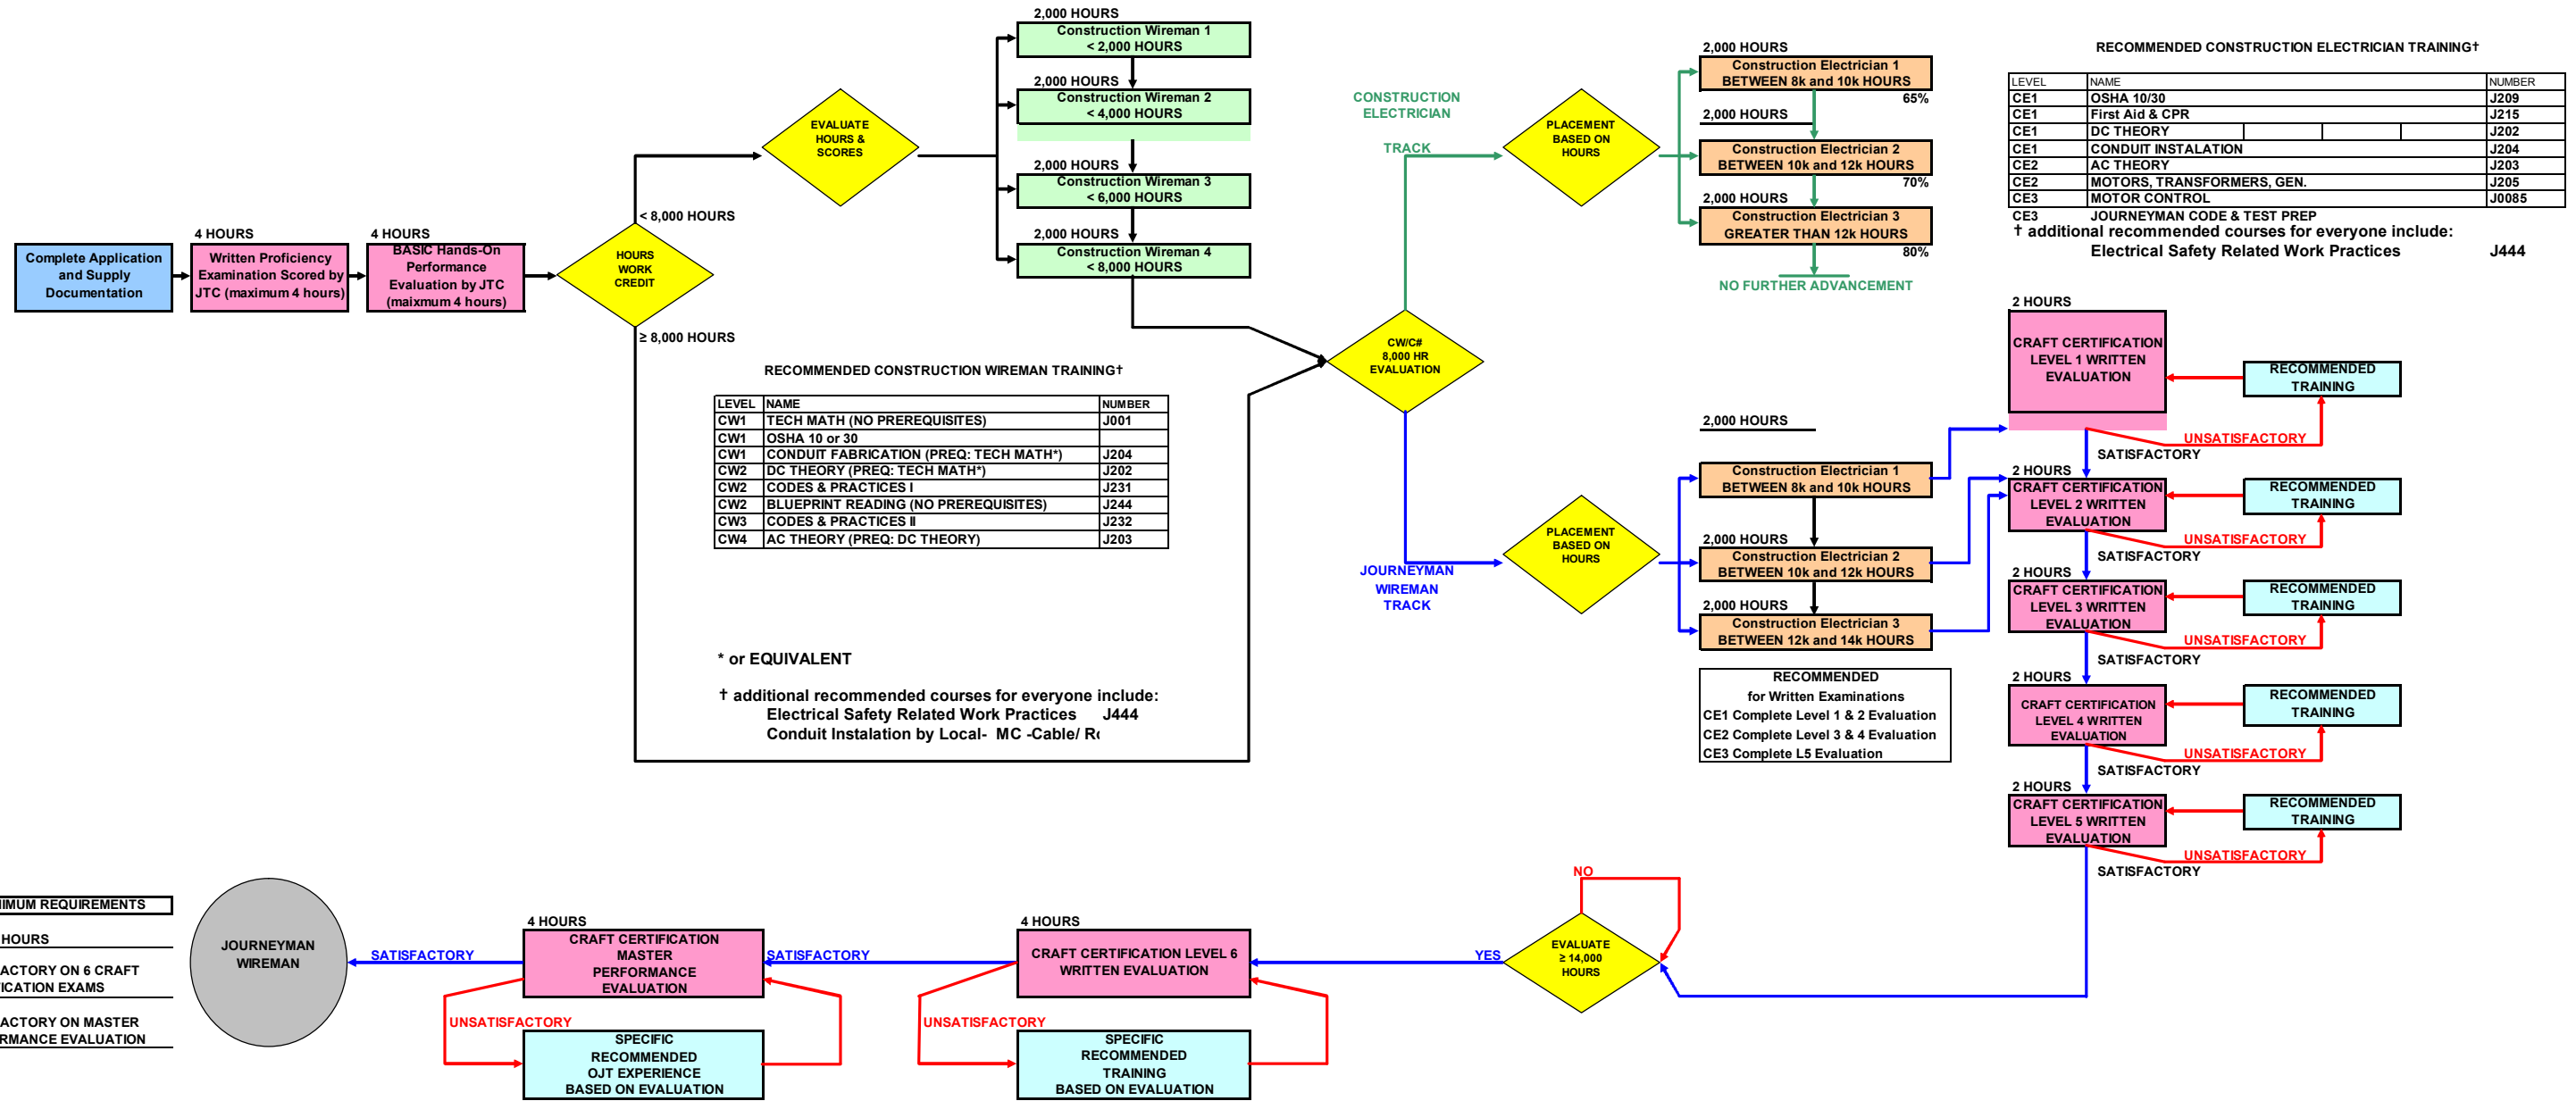 Complete Application
and Supply
Documentation
4 HOURS
Written Proficiency
Examination Scored by
JTC (maximum 4 hours)
4 HOURS
BASIC Hands-On
Performance
Evaluation by JTC
(maixmum 4 hours)
HOURS
WORK
CREDIT
< 8,000 HOURS
≥ 8,000 HOURS
EVALUATE
HOURS &
SCORES
2,000 HOURS
Construction Wireman 1
< 2,000 HOURS
2,000 HOURS
Construction Wireman 2
< 4,000 HOURS
2,000 HOURS
Construction Wireman 3
< 6,000 HOURS
2,000 HOURS
Construction Wireman 4
< 8,000 HOURS
RECOMMENDED CONSTRUCTION WIREMAN TRAINING†
LEVEL NAME NUMBER
CW1 TECH MATH (NO PREREQUISITES) J001
CW1 OSHA 10 or 30
CW1 CONDUIT FABRICATION (PREQ: TECH MATH*) J204
CW2 DC THEORY (PREQ: TECH MATH*) J202
CW2 CODES & PRACTICES I J231
CW2 BLUEPRINT READING (NO PREREQUISITES) J244
CW3 CODES & PRACTICES II J232
CW4 AC THEORY (PREQ: DC THEORY) J203
* or EQUIVALENT
† additional recommended courses for everyone include:
Electrical Safety Related Work Practices J444
Conduit Instalation by Local- MC -Cable/
CW/C#
8,000 HR
EVALUATION
CONSTRUCTION
ELECTRICIAN
TRACK
PLACEMENT
BASED ON
HOURS
2,000 HOURS
Construction Electrician 1
BETWEEN 8k and 10k HOURS
65%
2,000 HOURS
Construction Electrician 2
BETWEEN 10k and 12k HOURS
70%
2,000 HOURS
Construction Electrician 3
GREATER THAN 12k HOURS
80%
NO FURTHER ADVANCEMENT
RECOMMENDED CONSTRUCTION ELECTRICIAN TRAINING†
LEVEL NAME NUMBER
CE1 OSHA 10/30 J209
CE1 First Aid & CPR J215
CE1 DC THEORY J202
CE1 CONDUIT INSTALATION J204
CE2 AC THEORY J203
CE2 MOTORS, TRANSFORMERS, GEN. J205
CE3 MOTOR CONTROL J0085
CE3 JOURNEYMAN CODE & TEST PREP
† additional recommended courses for everyone include:
Electrical Safety Related Work Practices J444
JOURNEYMAN
WIREMAN
TRACK
PLACEMENT
BASED ON
HOURS
2,000 HOURS
Construction Electrician 1
BETWEEN 8k and 10k HOURS
2,000 HOURS
Construction Electrician 2
BETWEEN 10k and 12k HOURS
2,000 HOURS
Construction Electrician 3
BETWEEN 12k and 14k HOURS
RECOMMENDED
for Written Examinations
CE1 Complete Level 1 & 2 Evaluation
CE2 Complete Level 3 & 4 Evaluation
CE3 Complete L5 Evaluation
2 HOURS
CRAFT CERTIFICATION
LEVEL 1 WRITTEN
EVALUATION
RECOMMENDED
TRAINING
UNSATISFACTORY
SATISFACTORY
2 HOURS
CRAFT CERTIFICATION
LEVEL 2 WRITTEN
EVALUATION
RECOMMENDED
TRAINING
UNSATISFACTORY
SATISFACTORY
2 HOURS
CRAFT CERTIFICATION
LEVEL 3 WRITTEN
EVALUATION
RECOMMENDED
TRAINING
UNSATISFACTORY
SATISFACTORY
2 HOURS
CRAFT CERTIFICATION
LEVEL 4 WRITTEN
EVALUATION
RECOMMENDED
TRAINING
UNSATISFACTORY
SATISFACTORY
2 HOURS
CRAFT CERTIFICATION
LEVEL 5 WRITTEN
EVALUATION
RECOMMENDED
TRAINING
UNSATISFACTORY
SATISFACTORY
NO
EVALUATE
≥ 14,000
HOURS
YES
4 HOURS
CRAFT CERTIFICATION LEVEL 6
WRITTEN EVALUATION
UNSATISFACTORY
SPECIFIC
RECOMMENDED
TRAINING
BASED ON EVALUATION
SATISFACTORY
4 HOURS
CRAFT CERTIFICATION
MASTER
PERFORMANCE
EVALUATION
UNSATISFACTORY
SPECIFIC
RECOMMENDED
OJT EXPERIENCE
BASED ON EVALUATION
SATISFACTORY
JOURNEYMAN
WIREMAN
REQUIREMENTS
HOURS
ON 6 CRAFT
EXAMS
ON MASTER
EVALUATION